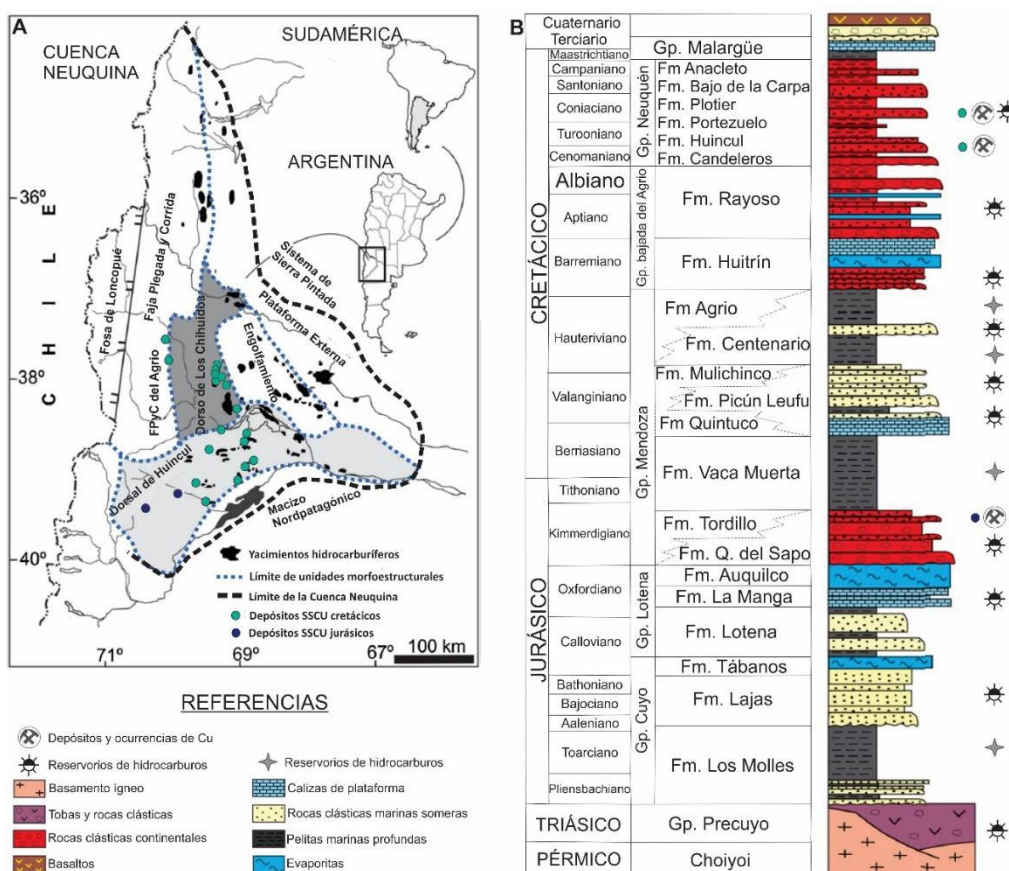 A
CUENCA
NEUQUINA
SUDAMÉRICA
ARGENTINA
36°
38°
40°
71°
69°
67°
100 km
C H I L E
Fosa de Loncopué
Faja Plegada y Corrida
FPyC del Agrio
Dorso de Los Chihuidos
Engolfamiento
Sistema de
Sierra Pintada
Plataforma Externa
Dorsal de Huincul
Macizo
Nordpatagónico
Yacimientos hidrocarburíferos
Límite de unidades morfoestructurales
Límite de la Cuenca Neuquina
Depósitos SSCU cretácicos
Depósitos SSCU jurásicos
REFERENCIAS
Depósitos y ocurrencias de Cu
Reservorios de hidrocarburos
Reservorios de hidrocarburos
Basamento ígneo
Calizas de plataforma
Tobas y rocas clásticas
Rocas clásticas marinas someras
Rocas clásticas continentales
Pelitas marinas profundas
Basaltos
Evaporitas
B
Cuaternario
Terciario
CRETÁCICO
Maastrichtiano
Campaniano
Santoniano
Coniaciano
Turooniano
Cenomaniano
Albiano
Aptiano
Barremiano
Hauteriviano
Valanginiano
Berriasiano
JURÁSICO
Tithoniano
Kimmerdigiano
Oxfordiano
Calloviano
Bathoniano
Bajociano
Aaleniano
Toarciano
Pliensbachiano
TRIÁSICO
PÉRMICO
Gp. Malargüe
Gp. Neuquén
Fm Anacleto
Fm. Bajo de la Carpa
Fm. Plotier
Fm. Portezuelo
Fm. Huincul
Fm. Candeleros
Gp. bajada del Agrio
Fm. Rayoso
Fm. Huitrín
Gp. Mendoza
Fm Agrio
Fm. Centenario
Fm. Mulichinco
Fm. Picún Leufu
Fm Quintuco
Fm. Vaca Muerta
Fm. Tordillo
Fm. Q. del Sapo
Gp. Lotena
Fm. Auquilco
Fm. La Manga
Fm. Lotena
Gp. Cuyo
Fm. Tábanos
Fm. Lajas
Fm. Los Molles
Gp. Precuyo
Choiyoi